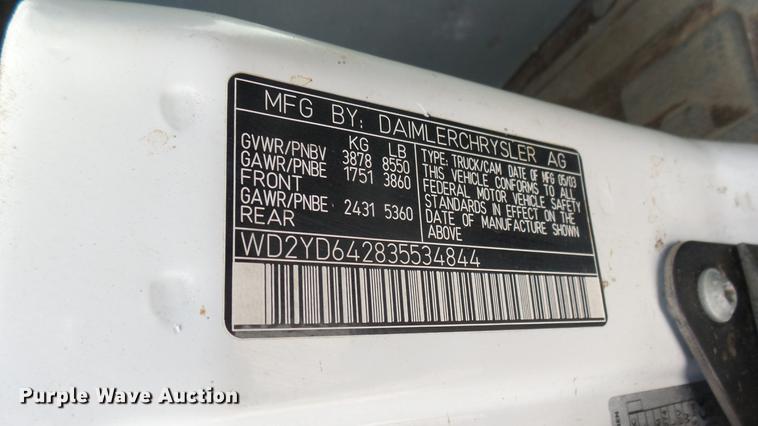 MFG BY: DAIMLERCHRYSLER AG
KG LB
GVWR/PNBV 3878 8550
GAWR/PNBE 1751 3860
FRONT
GAWR/PNBE 2431 5360
REAR
TYPE: TRUCK/CAM DATE OF MFG 05/03
THIS VEHICLE CONFORMS TO ALL
FEDERAL MOTOR VEHICLE SAFETY
STANDARDS IN EFFECT ON THE
DATE OF MANUFACTURE SHOWN
ABOVE.
WD2YD642835534844
Purple Wave Auction